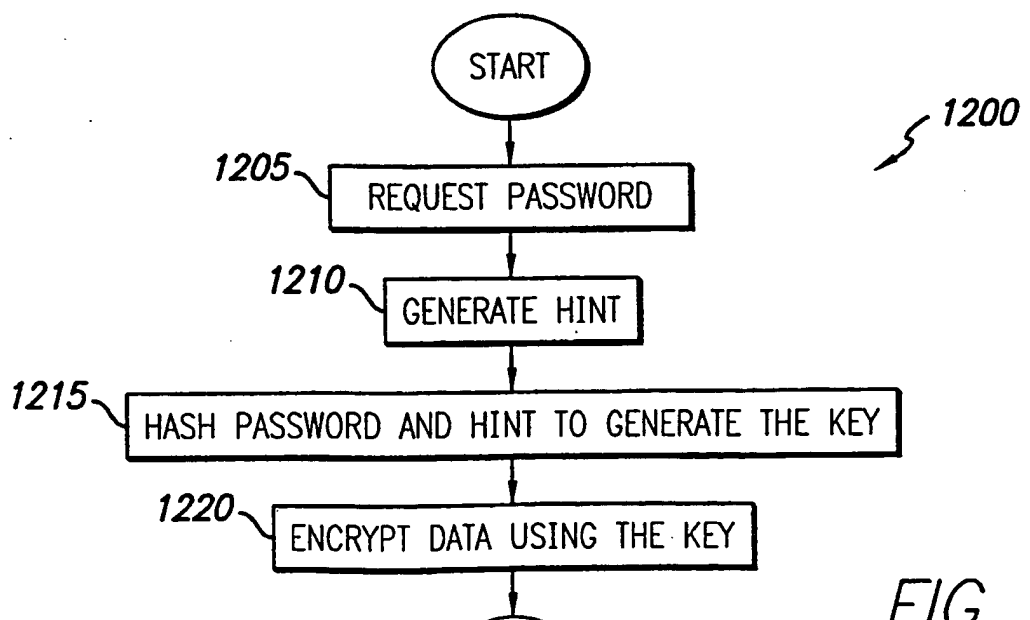 START
1200
1205
REQUEST PASSWORD
1210
GENERATE HINT
1215
HASH PASSWORD AND HINT TO GENERATE THE KEY
1220
ENCRYPT DATA USING THE KEY
FIG